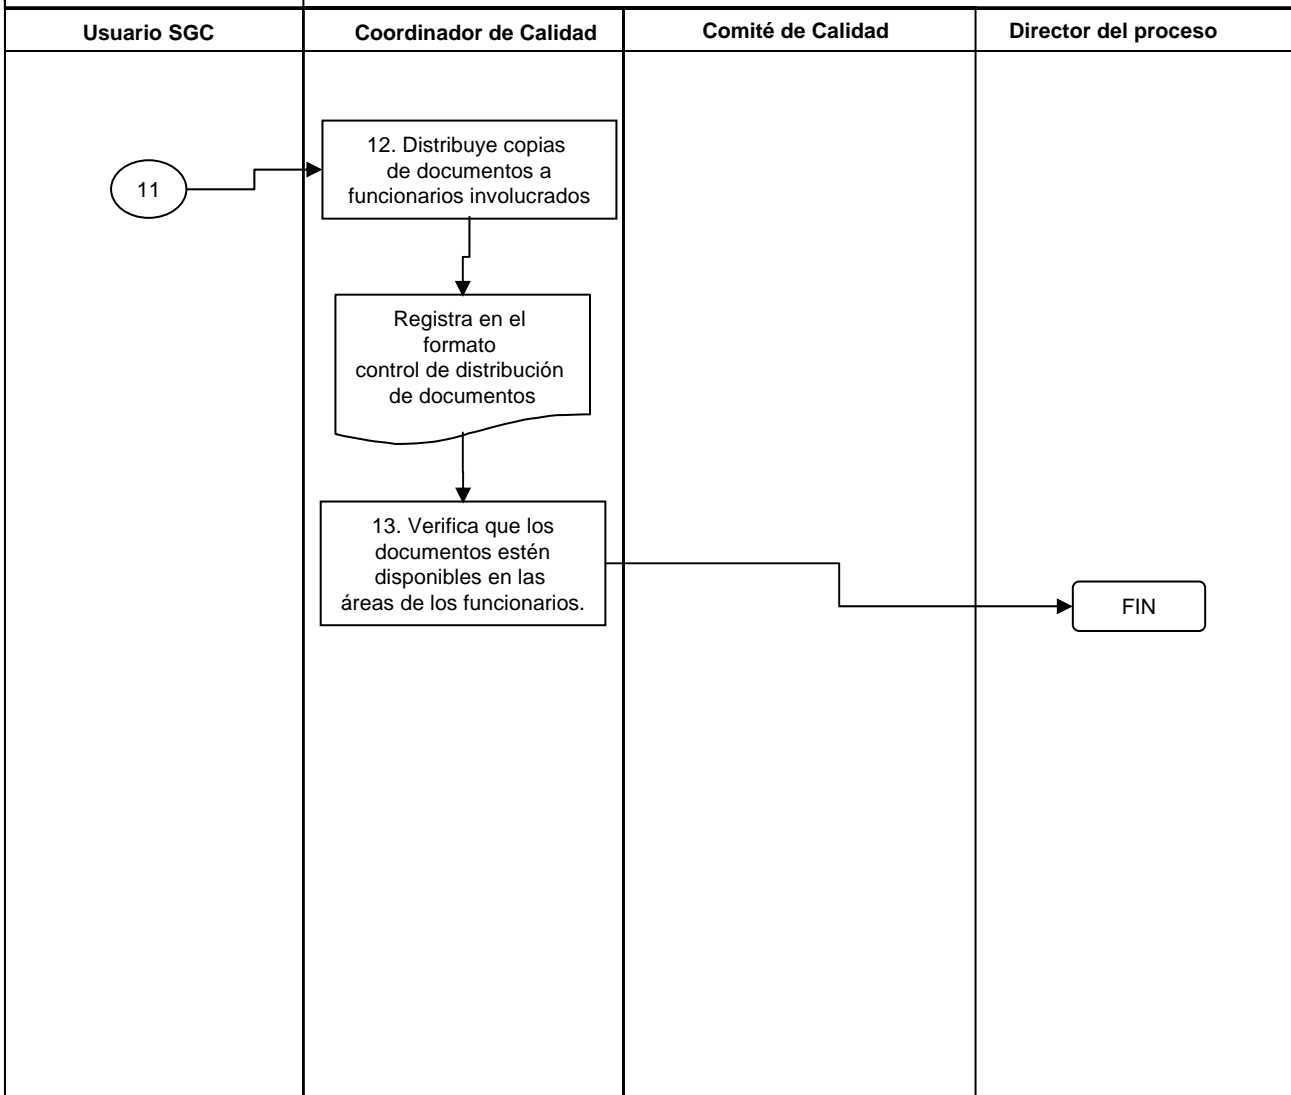 Usuario SGC
Coordinador de Calidad
Comité de Calidad
Director del proceso
11
12. Distribuye copias
de documentos a
funcionarios involucrados
Registra en el
formato
control de distribución
de documentos
13. Verifica que los
documentos estén
disponibles en las
áreas de los funcionarios.
FIN